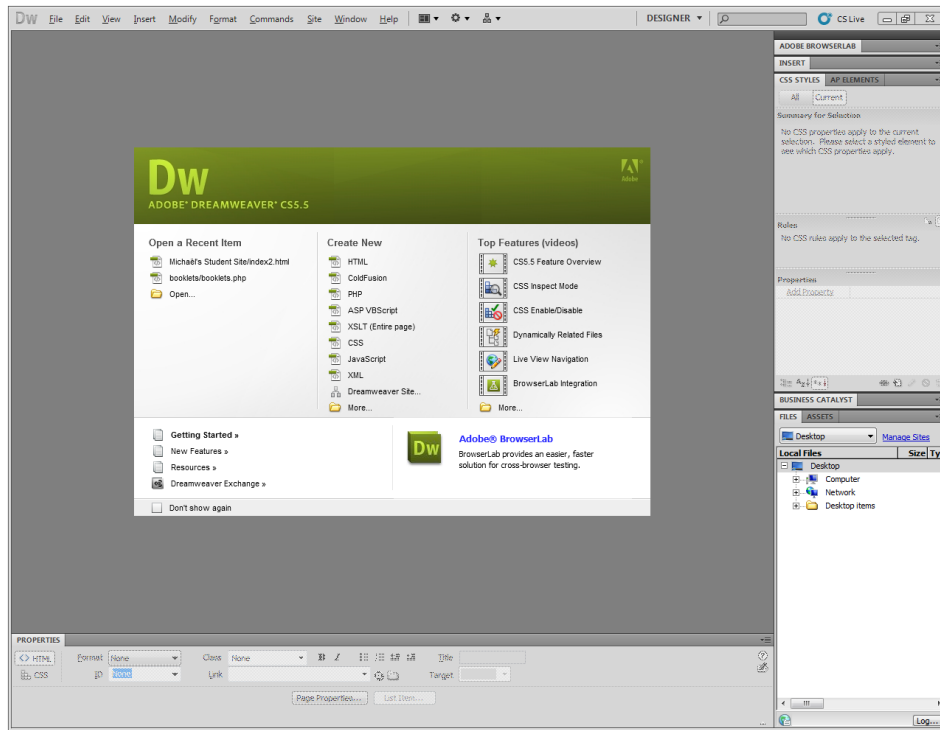 DW File Edit View Insert Modify Format Commands Site Window Help DESIGNER CS Live
ADOBE BROWSERLAB
INSERT
CSS STYLES AP ELEMENTS
All Current
Summary for Selection
No CSS properties apply to the current
selection. Please select a styled element to
see which CSS properties apply.
Rules
No CSS rules apply to the selected tag.
Properties
Add Property
BUSINESS CATALYST
FILES ASSETS
Desktop Manage Sites
Local Files Size Ty
Desktop
Computer
Network
Desktop items
Log...
Dw
ADOBE® DREAMWEAVER® CS5.5
Adobe
Open a Recent Item
Michaël's Student Site/index2.html
booklets/booklets.php
Open...
Create New
HTML
ColdFusion
PHP
ASP VBScript
XSLT (Entire page)
CSS
JavaScript
XML
Dreamweaver Site...
More...
Top Features (videos)
CS5.5 Feature Overview
CSS Inspect Mode
CSS Enable/Disable
Dynamically Related Files
Live View Navigation
BrowserLab Integration
More...
Getting Started »
New Features »
Resources »
Dreamweaver Exchange »
Dw
Adobe® BrowserLab
BrowserLab provides an easier, faster
solution for cross-browser testing.
Don't show again
PROPERTIES
<> HTML Format None Class None B I Title
CSS ID None Link Target
Page Properties... List Item...